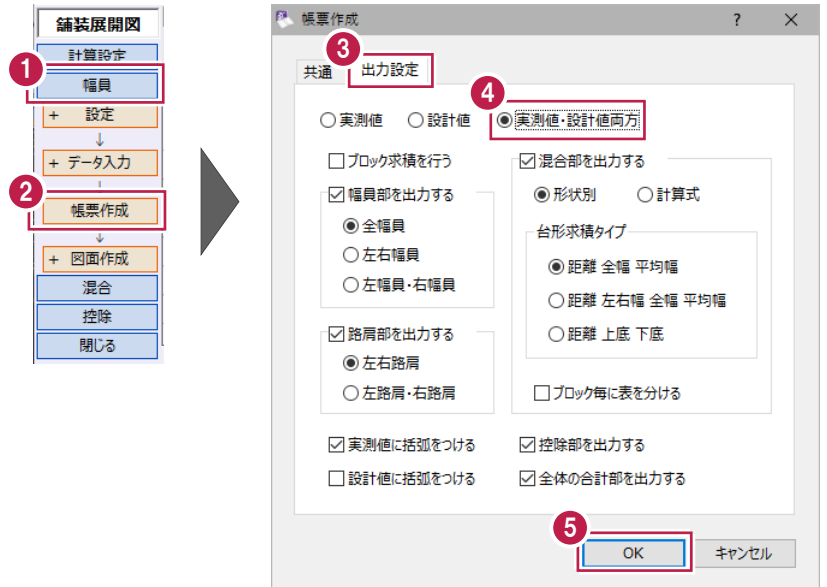 舗装展開図
計算設定
1
幅員
+ 設定
↓
+ データ入力
↓
2
帳票作成
↓
+ 図面作成
混合
控除
閉じる
帳票作成 ? ×
3
共通 出力設定
4
実測値 設計値 実測値・設計値両方
ブロック求積を行う
幅員部を出力する
全幅員
左右幅員
左幅員・右幅員
路肩部を出力する
左右路肩
左路肩・右路肩
混合部を出力する
形状別 計算式
台形求積タイプ
距離 全幅 平均幅
距離 左右幅 全幅 平均幅
距離 上底 下底
ブロック毎に表を分ける
実測値に括弧をつける 控除部を出力する
設計値に括弧をつける 全体の合計部を出力する
5
OK キャンセル